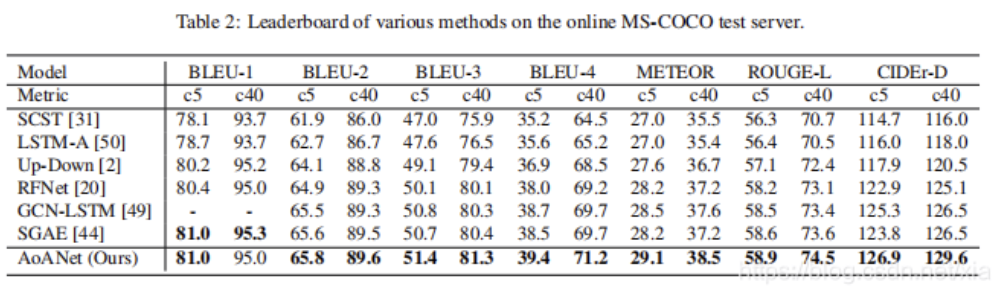 Table 2: Leaderboard of various methods on the online MS-COCO test server.
Model BLEU-1 BLEU-2 BLEU-3 BLEU-4 METEOR ROUGE-L CIDEr-D
Metric c5 c40 c5 c40 c5 c40 c5 c40 c5 c40 c5 c40 c5 c40
SCST [31] 78.1 93.7 61.9 86.0 47.0 75.9 35.2 64.5 27.0 35.5 56.3 70.7 114.7 116.0
LSTM-A [50] 78.7 93.7 62.7 86.7 47.6 76.5 35.6 65.2 27.0 35.4 56.4 70.5 116.0 118.0
Up-Down [2] 80.2 95.2 64.1 88.8 49.1 79.4 36.9 68.5 27.6 36.7 57.1 72.4 117.9 120.5
RFNet [20] 80.4 95.0 64.9 89.3 50.1 80.1 38.0 69.2 28.2 37.2 58.2 73.1 122.9 125.1
GCN-LSTM [49] - - 65.5 89.3 50.8 80.3 38.7 69.7 28.5 37.6 58.5 73.4 125.3 126.5
SGAE [44] 81.0 95.3 65.6 89.5 50.7 80.4 38.5 69.7 28.2 37.2 58.6 73.6 123.8 126.5
AoANet (Ours) 81.0 95.0 65.8 89.6 51.4 81.3 39.4 71.2 29.1 38.5 58.9 74.5 126.9 129.6